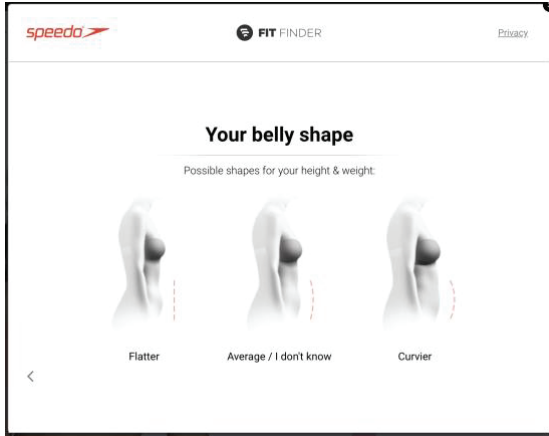 speedo
FIT FINDER
Privacy
Your belly shape
Possible shapes for your height & weight:
Flatter
Average / I don't know
Curvier